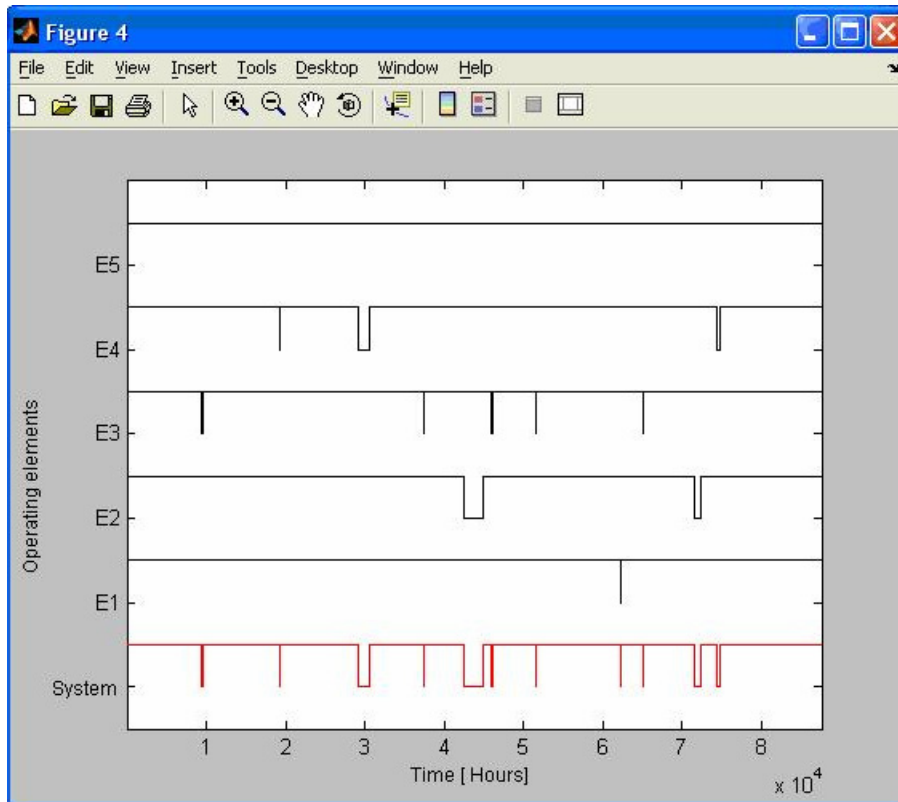 Figure 4
File Edit View Insert Tools Desktop Window Help
E5
E4
E3
E2
E1
System
Operating elements
1 2 3 4 5 6 7 8
Time [ Hours]
x 10^4